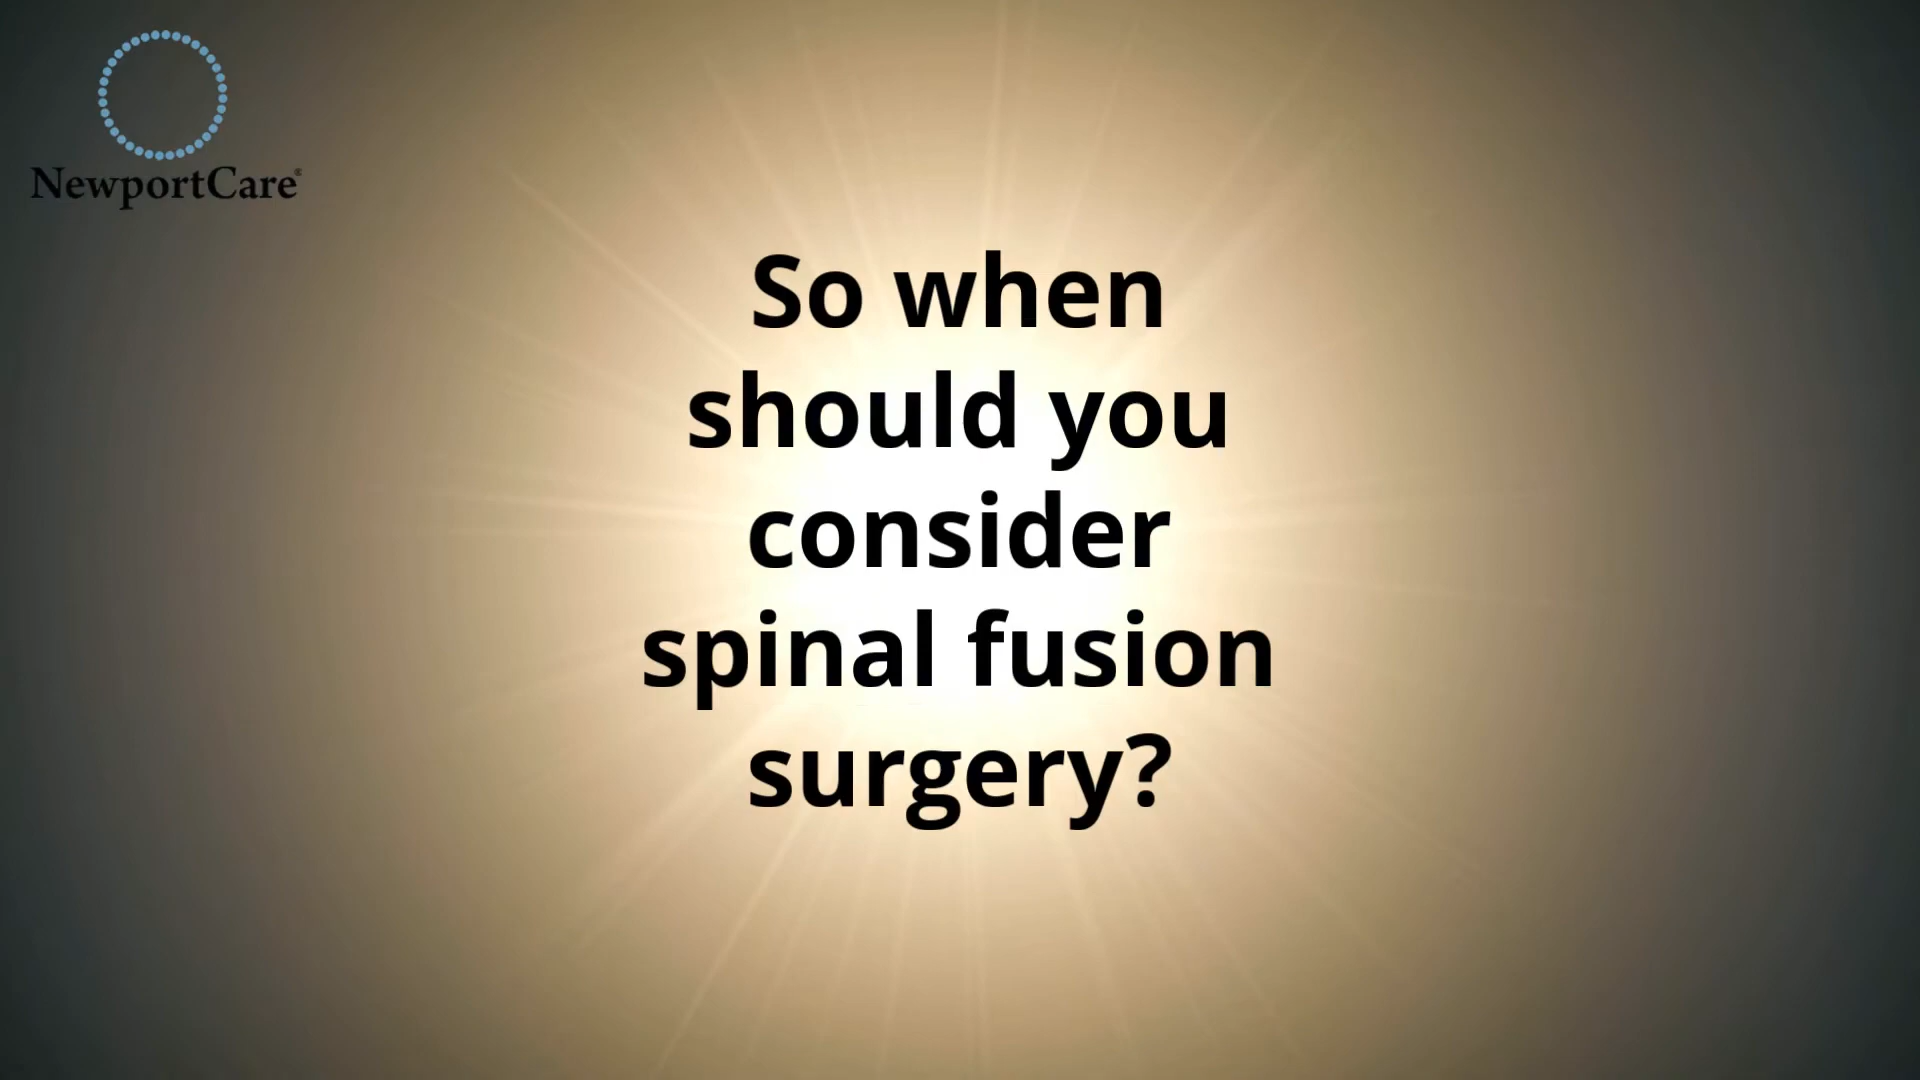 NewportCare®
So when
should you
consider
spinal fusion
surgery?